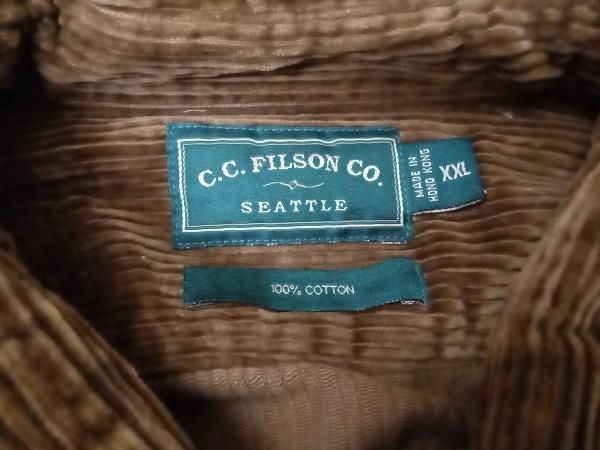 C.C. FILSON CO.
SEATTLE
MADE IN
HONG KONG
XXL
100% COTTON